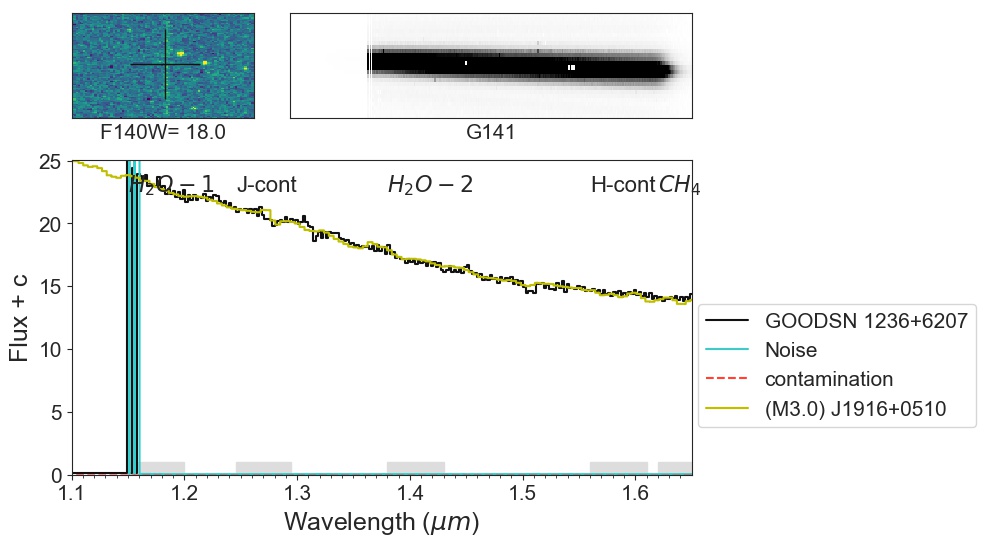 F140W= 18.0
G141
H₂O − 1
J-cont
H₂O − 2
H-cont
CH₄
25
20
15
10
5
0
Flux + c
1.1
1.2
1.3
1.4
1.5
1.6
Wavelength (μm)
GOODSN 1236+6207
Noise
contamination
(M3.0) J1916+0510